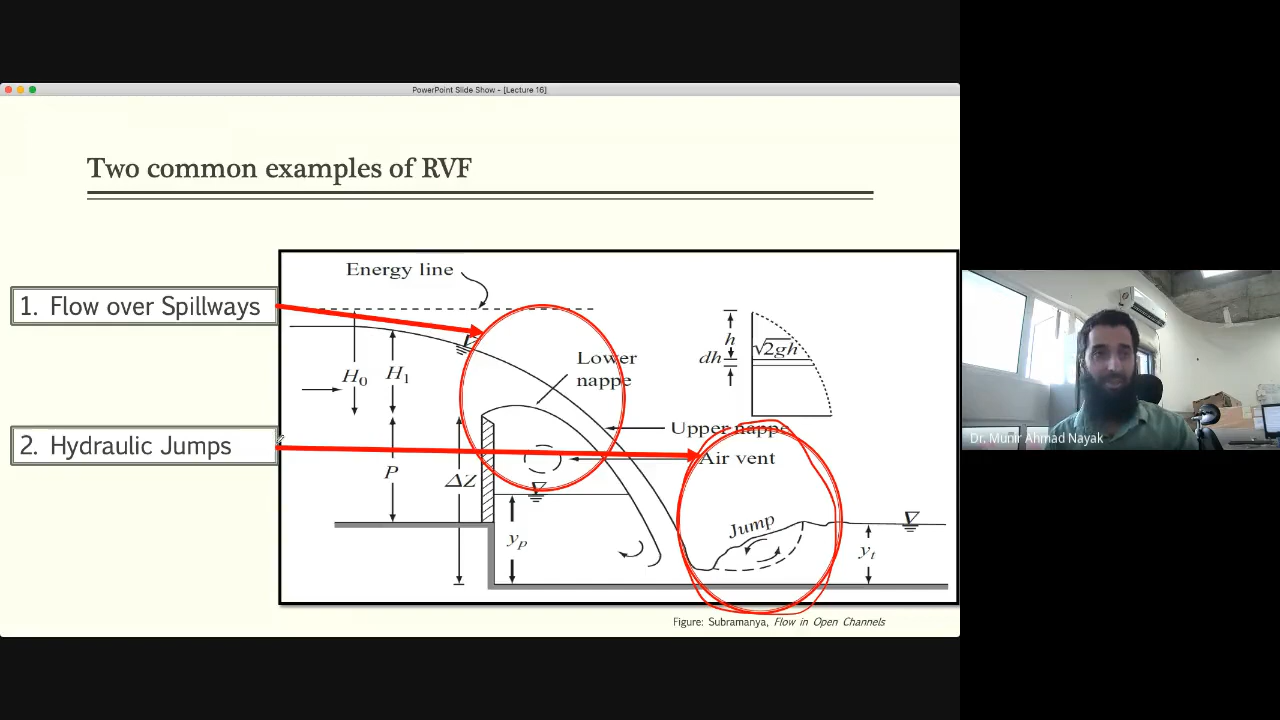 PowerPoint Slide Show - [Lecture 16]
Two common examples of RVF
1. Flow over Spillways
2. Hydraulic Jumps
Energy line
H0
H1
P
ΔZ
Lower
nappe
Upper nappe
Air vent
yp
h
dh
√2gh
Jump
yt
Figure: Subramanya, Flow in Open Channels
Dr. Munir Ahmad Nayak